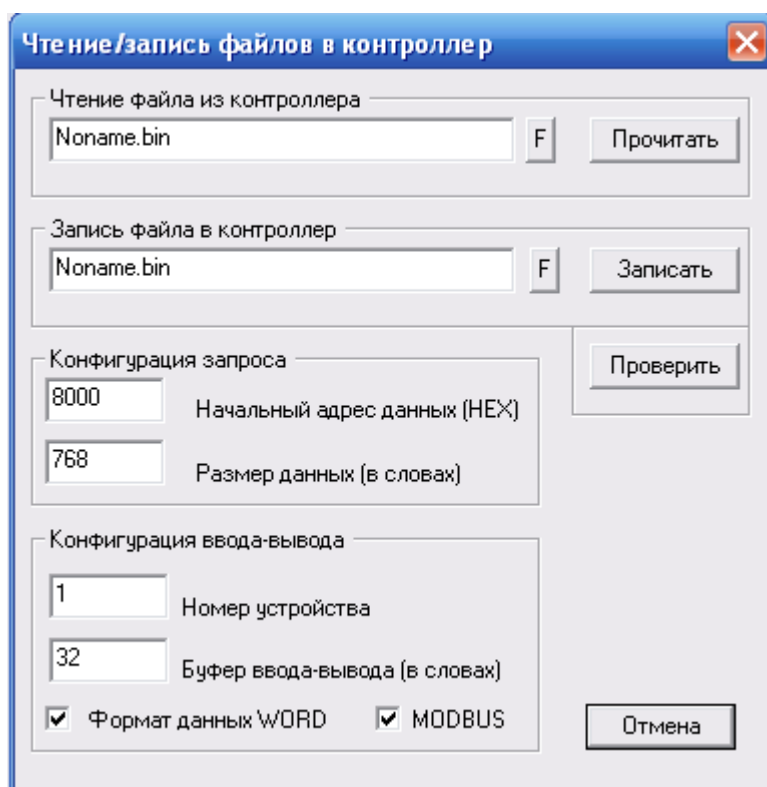 Чтение/запись файлов в контроллер
Чтение файла из контроллера
Noname.bin F Прочитать
Запись файла в контроллер
Noname.bin F Записать
Проверить
Конфигурация запроса
8000 Начальный адрес данных (HEX)
768 Размер данных (в словах)
Конфигурация ввода-вывода
1 Номер устройства
32 Буфер ввода-вывода (в словах)
Формат данных WORD MODBUS
Отмена